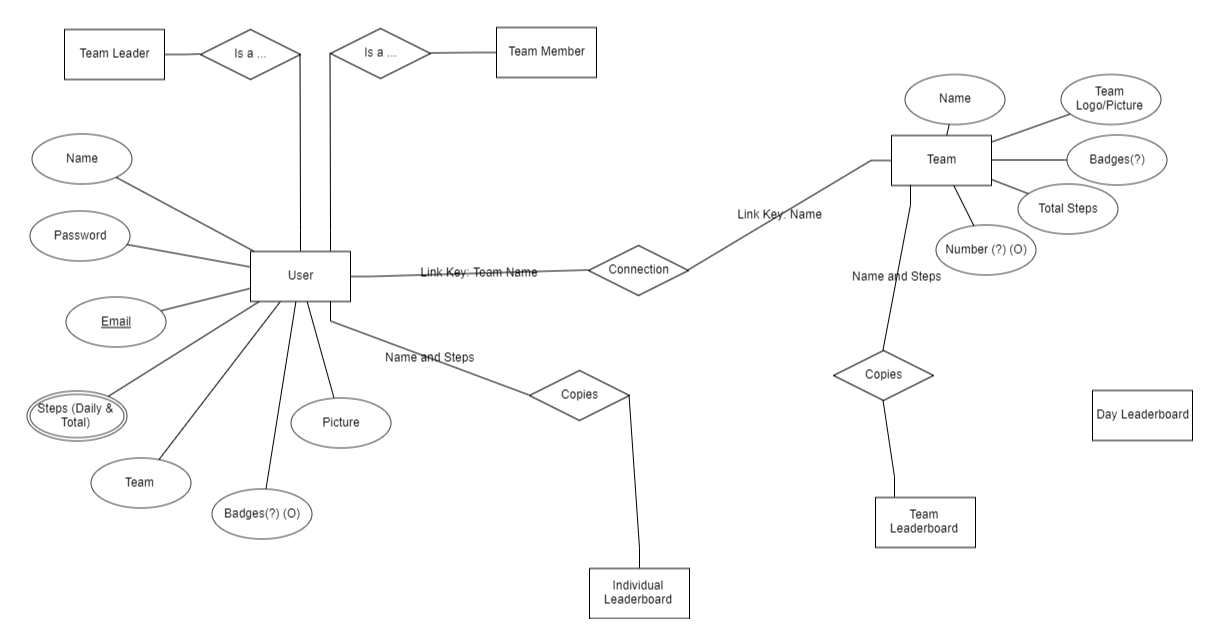 Team Leader
Is a ...
Is a ...
Team Member
Name
Team
Logo/Picture
Name
Team
Badges(?)
Total Steps
Link Key: Name
Password
Number (?) (O)
User
Link Key: Team Name
Connection
Name and Steps
Email
Name and Steps
Copies
Copies
Steps (Daily &
Total)
Picture
Day Leaderboard
Team
Badges(?) (O)
Team
Leaderboard
Individual
Leaderboard